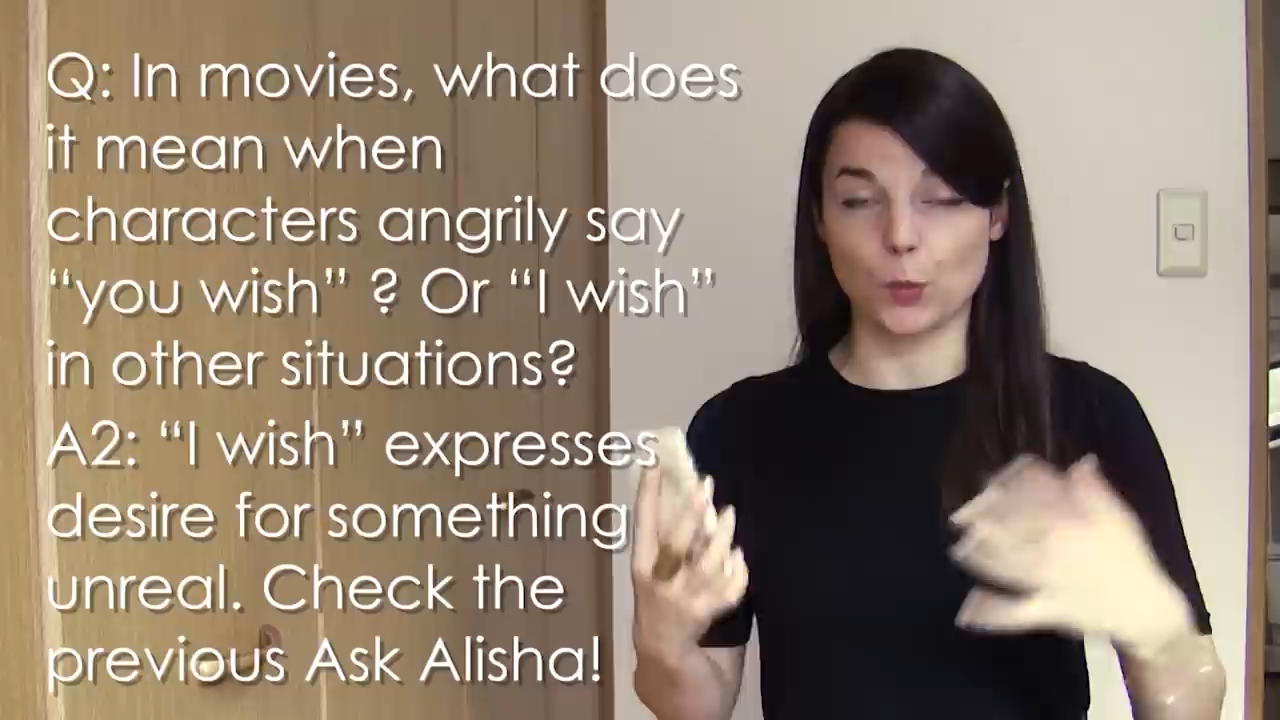 Q: In movies, what does
it mean when
characters angrily say
“you wish” ? Or “I wish”
in other situations?
A2: “I wish” expresses
desire for something
unreal. Check the
previous Ask Alisha!